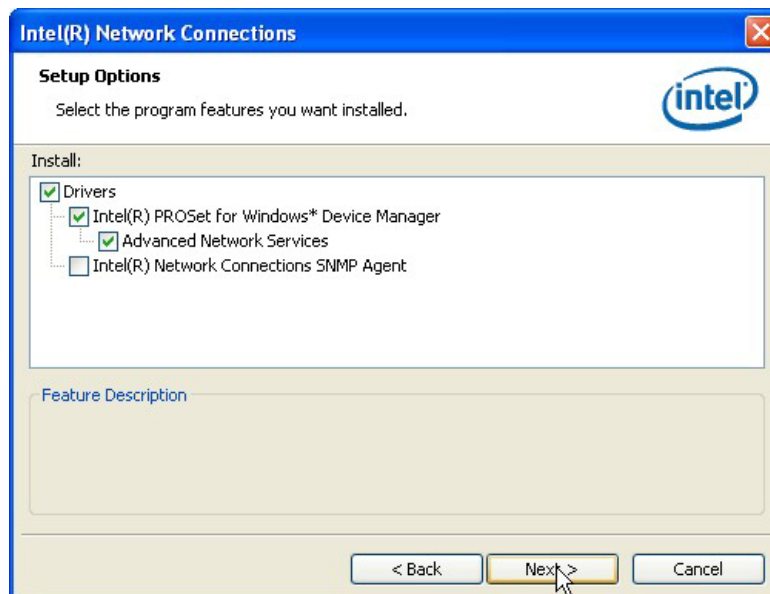 Intel(R) Network Connections
Setup Options
Select the program features you want installed.
intel
Install:
Drivers
Intel(R) PROSet for Windows* Device Manager
Advanced Network Services
Intel(R) Network Connections SNMP Agent
Feature Description
< Back
Next >
Cancel